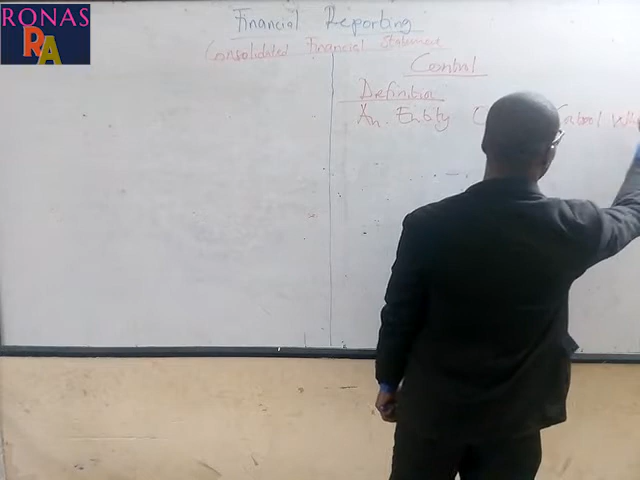 RONAS
RA
Financial Reporting
Consolidated Financial Statement
Control
Definition
An Entity